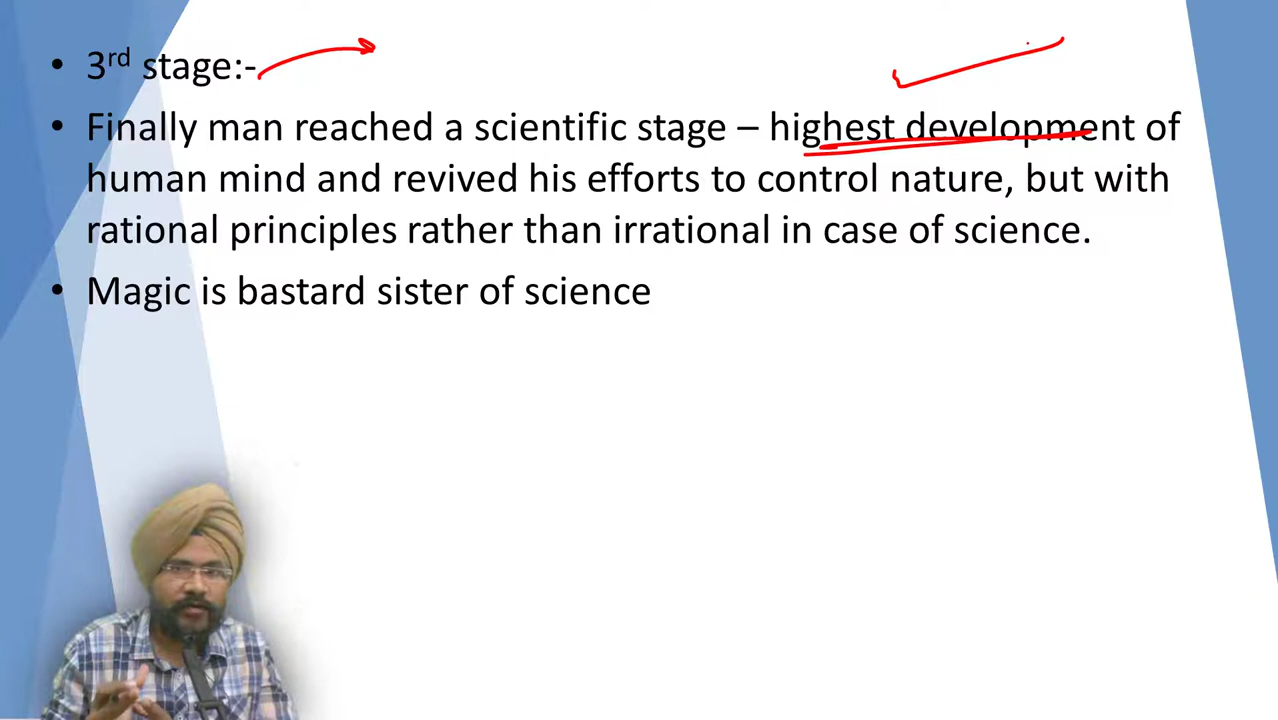 • 3rd stage:-
• Finally man reached a scientific stage – highest development of
human mind and revived his efforts to control nature, but with
rational principles rather than irrational in case of science.
• Magic is bastard sister of science